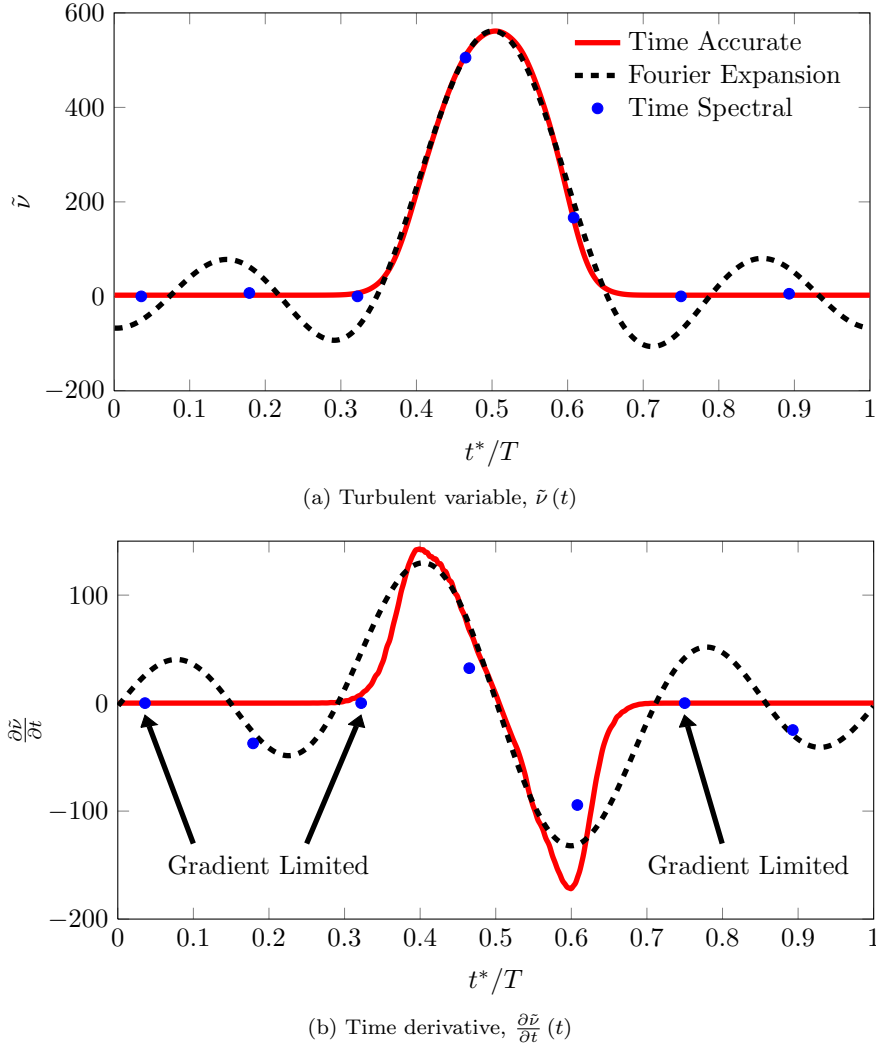 600
Time Accurate
Fourier Expansion
Time Spectral
400
ν̃
200
0
−200
0 0.1 0.2 0.3 0.4 0.5 0.6 0.7 0.8 0.9 1
t*/T
(a) Turbulent variable, ν̃ (t)
100
0
∂ν̃/∂t
−100
Gradient Limited Gradient Limited
−200
0 0.1 0.2 0.3 0.4 0.5 0.6 0.7 0.8 0.9 1
t*/T
(b) Time derivative, ∂ν̃/∂t (t)